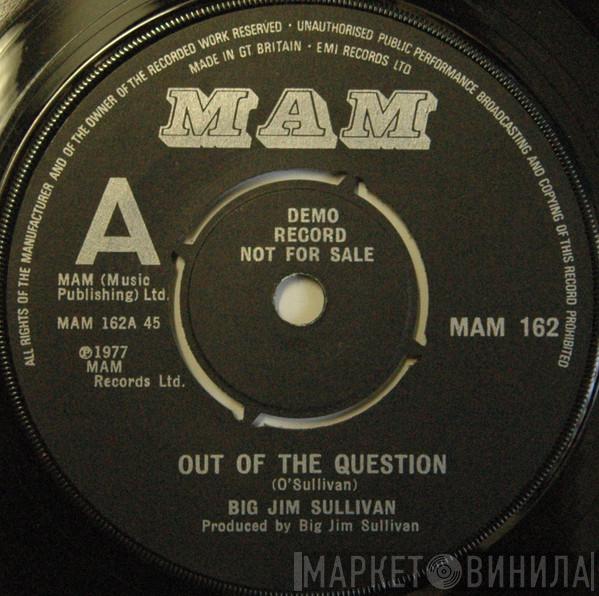 ALL RIGHTS OF THE MANUFACTURER AND OF THE OWNER OF THE RECORDED WORK RESERVED · UNAUTHORISED PUBLIC PERFORMANCE BROADCASTING AND COPYING OF THIS RECORD PROHIBITED
MADE IN GT BRITAIN · EMI RECORDS LTD
MAM
A
DEMO
RECORD
NOT FOR SALE
MAM (Music
Publishing) Ltd.
MAM 162A 45
℗1977
MAM
Records Ltd.
MAM 162
OUT OF THE QUESTION
(O'Sullivan)
BIG JIM SULLIVAN
Produced by Big Jim Sullivan
МАРКЕТ ВИНИЛА